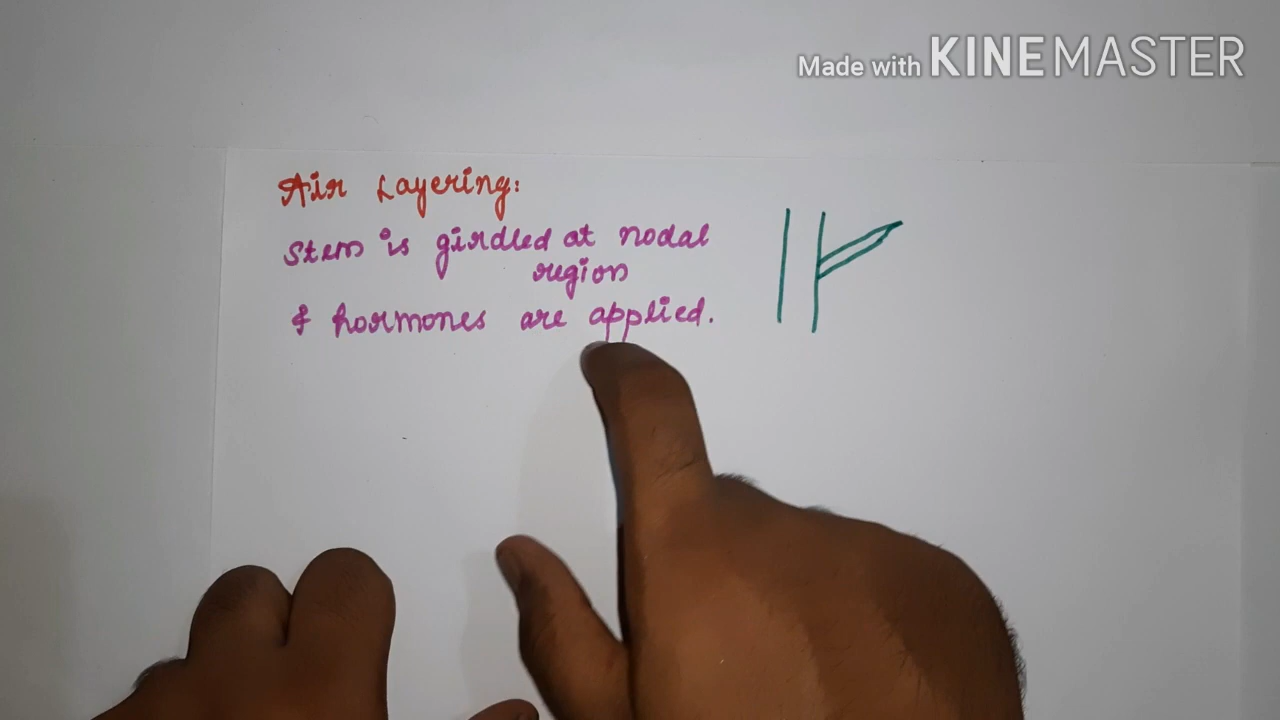 Made with KINEMASTER
Air Layering:
Stem is girdled at nodal
region
& hormones are applied.